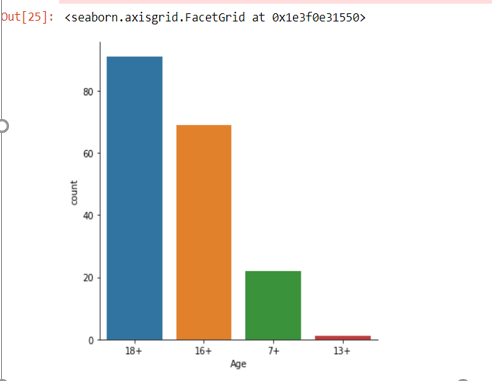 Out[25]: <seaborn.axisgrid.FacetGrid at 0x1e3f0e31550>
80
60
count
40
20
0
18+ 16+ 7+ 13+
Age